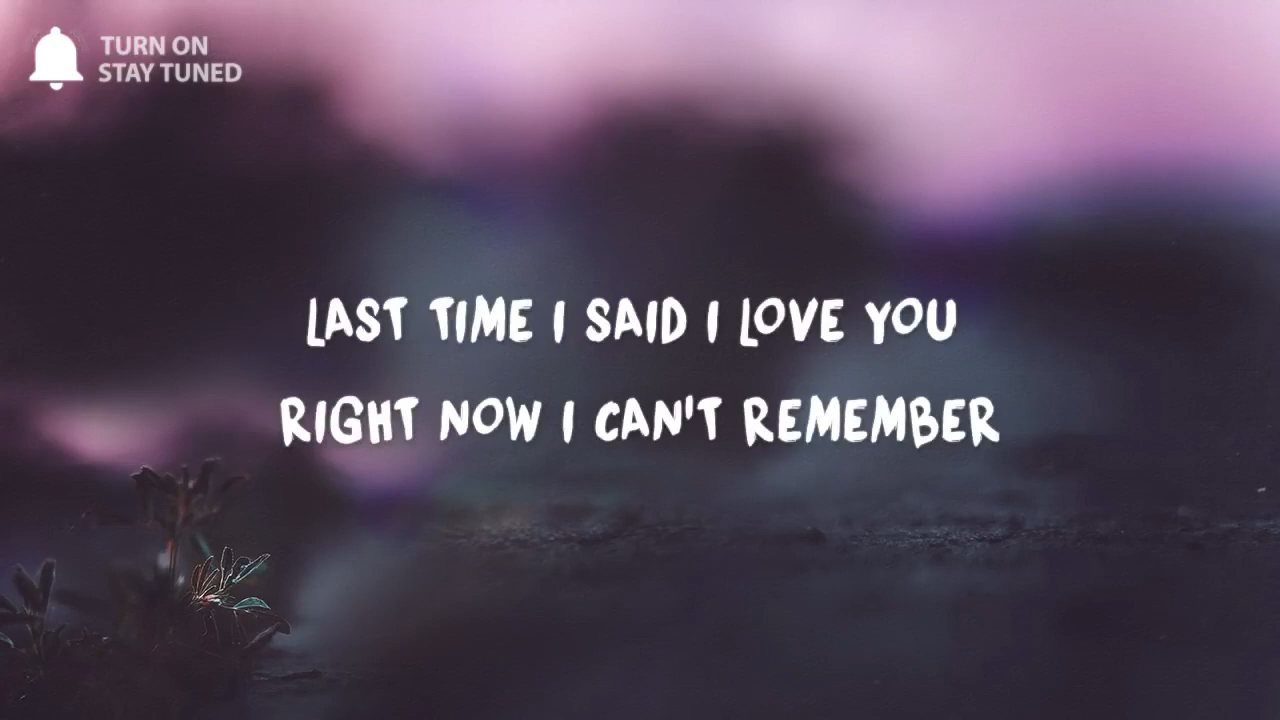 TURN ON
STAY TUNED
LAST TIME I SAID I LOVE YOU
RIGHT NOW I CAN'T REMEMBER